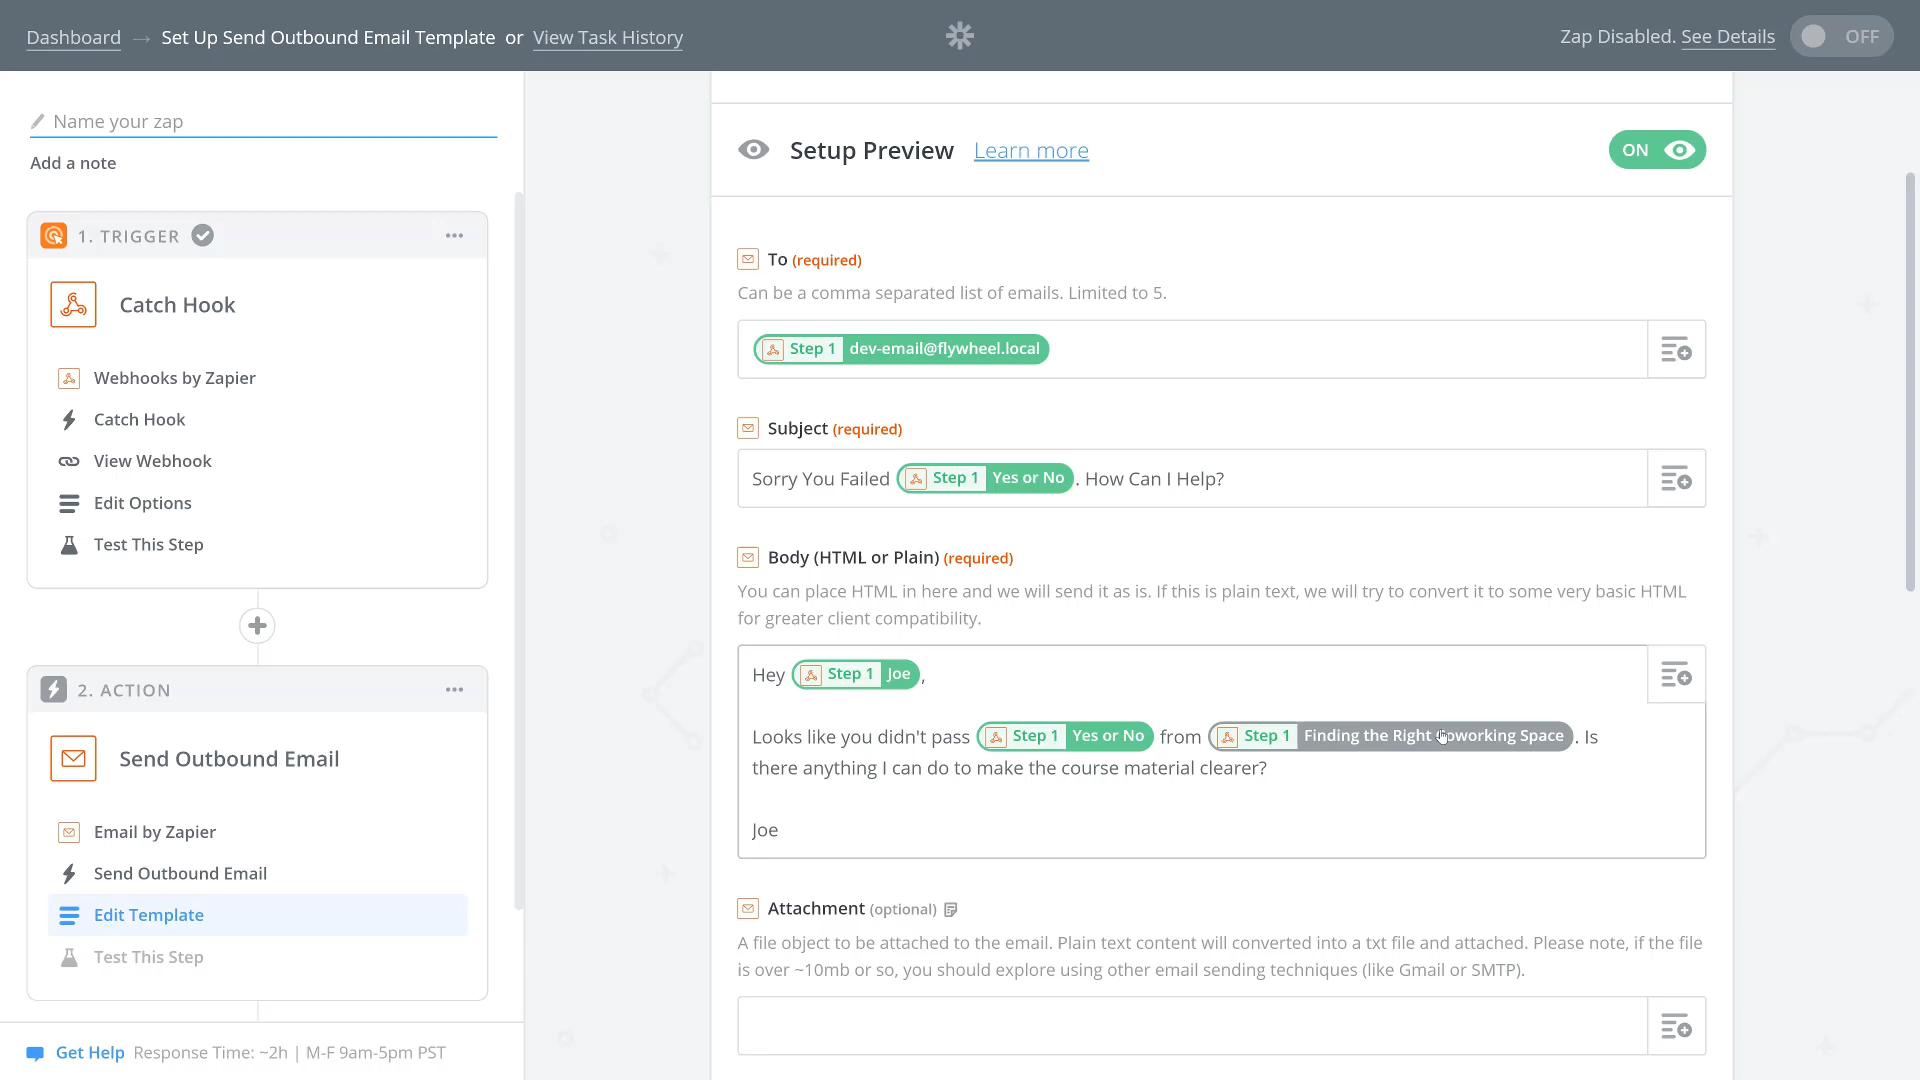 Dashboard → Set Up Send Outbound Email Template or View Task History
Zap Disabled. See Details
OFF
Name your zap
Add a note
1. TRIGGER
Catch Hook
Webhooks by Zapier
Catch Hook
View Webhook
Edit Options
Test This Step
2. ACTION
Send Outbound Email
Email by Zapier
Send Outbound Email
Edit Template
Test This Step
Get Help Response Time: ~2h | M-F 9am-5pm PST
Setup Preview Learn more
ON
To (required)
Can be a comma separated list of emails. Limited to 5.
Step 1 dev-email@flywheel.local
Subject (required)
Sorry You Failed Step 1 Yes or No . How Can I Help?
Body (HTML or Plain) (required)
You can place HTML in here and we will send it as is. If this is plain text, we will try to convert it to some very basic HTML
for greater client compatibility.
Hey Step 1 Joe ,
Looks like you didn't pass Step 1 Yes or No from Step 1 Finding the Right Coworking Space . Is
there anything I can do to make the course material clearer?
Joe
Attachment (optional)
A file object to be attached to the email. Plain text content will converted into a txt file and attached. Please note, if the file
is over ~10mb or so, you should explore using other email sending techniques (like Gmail or SMTP).